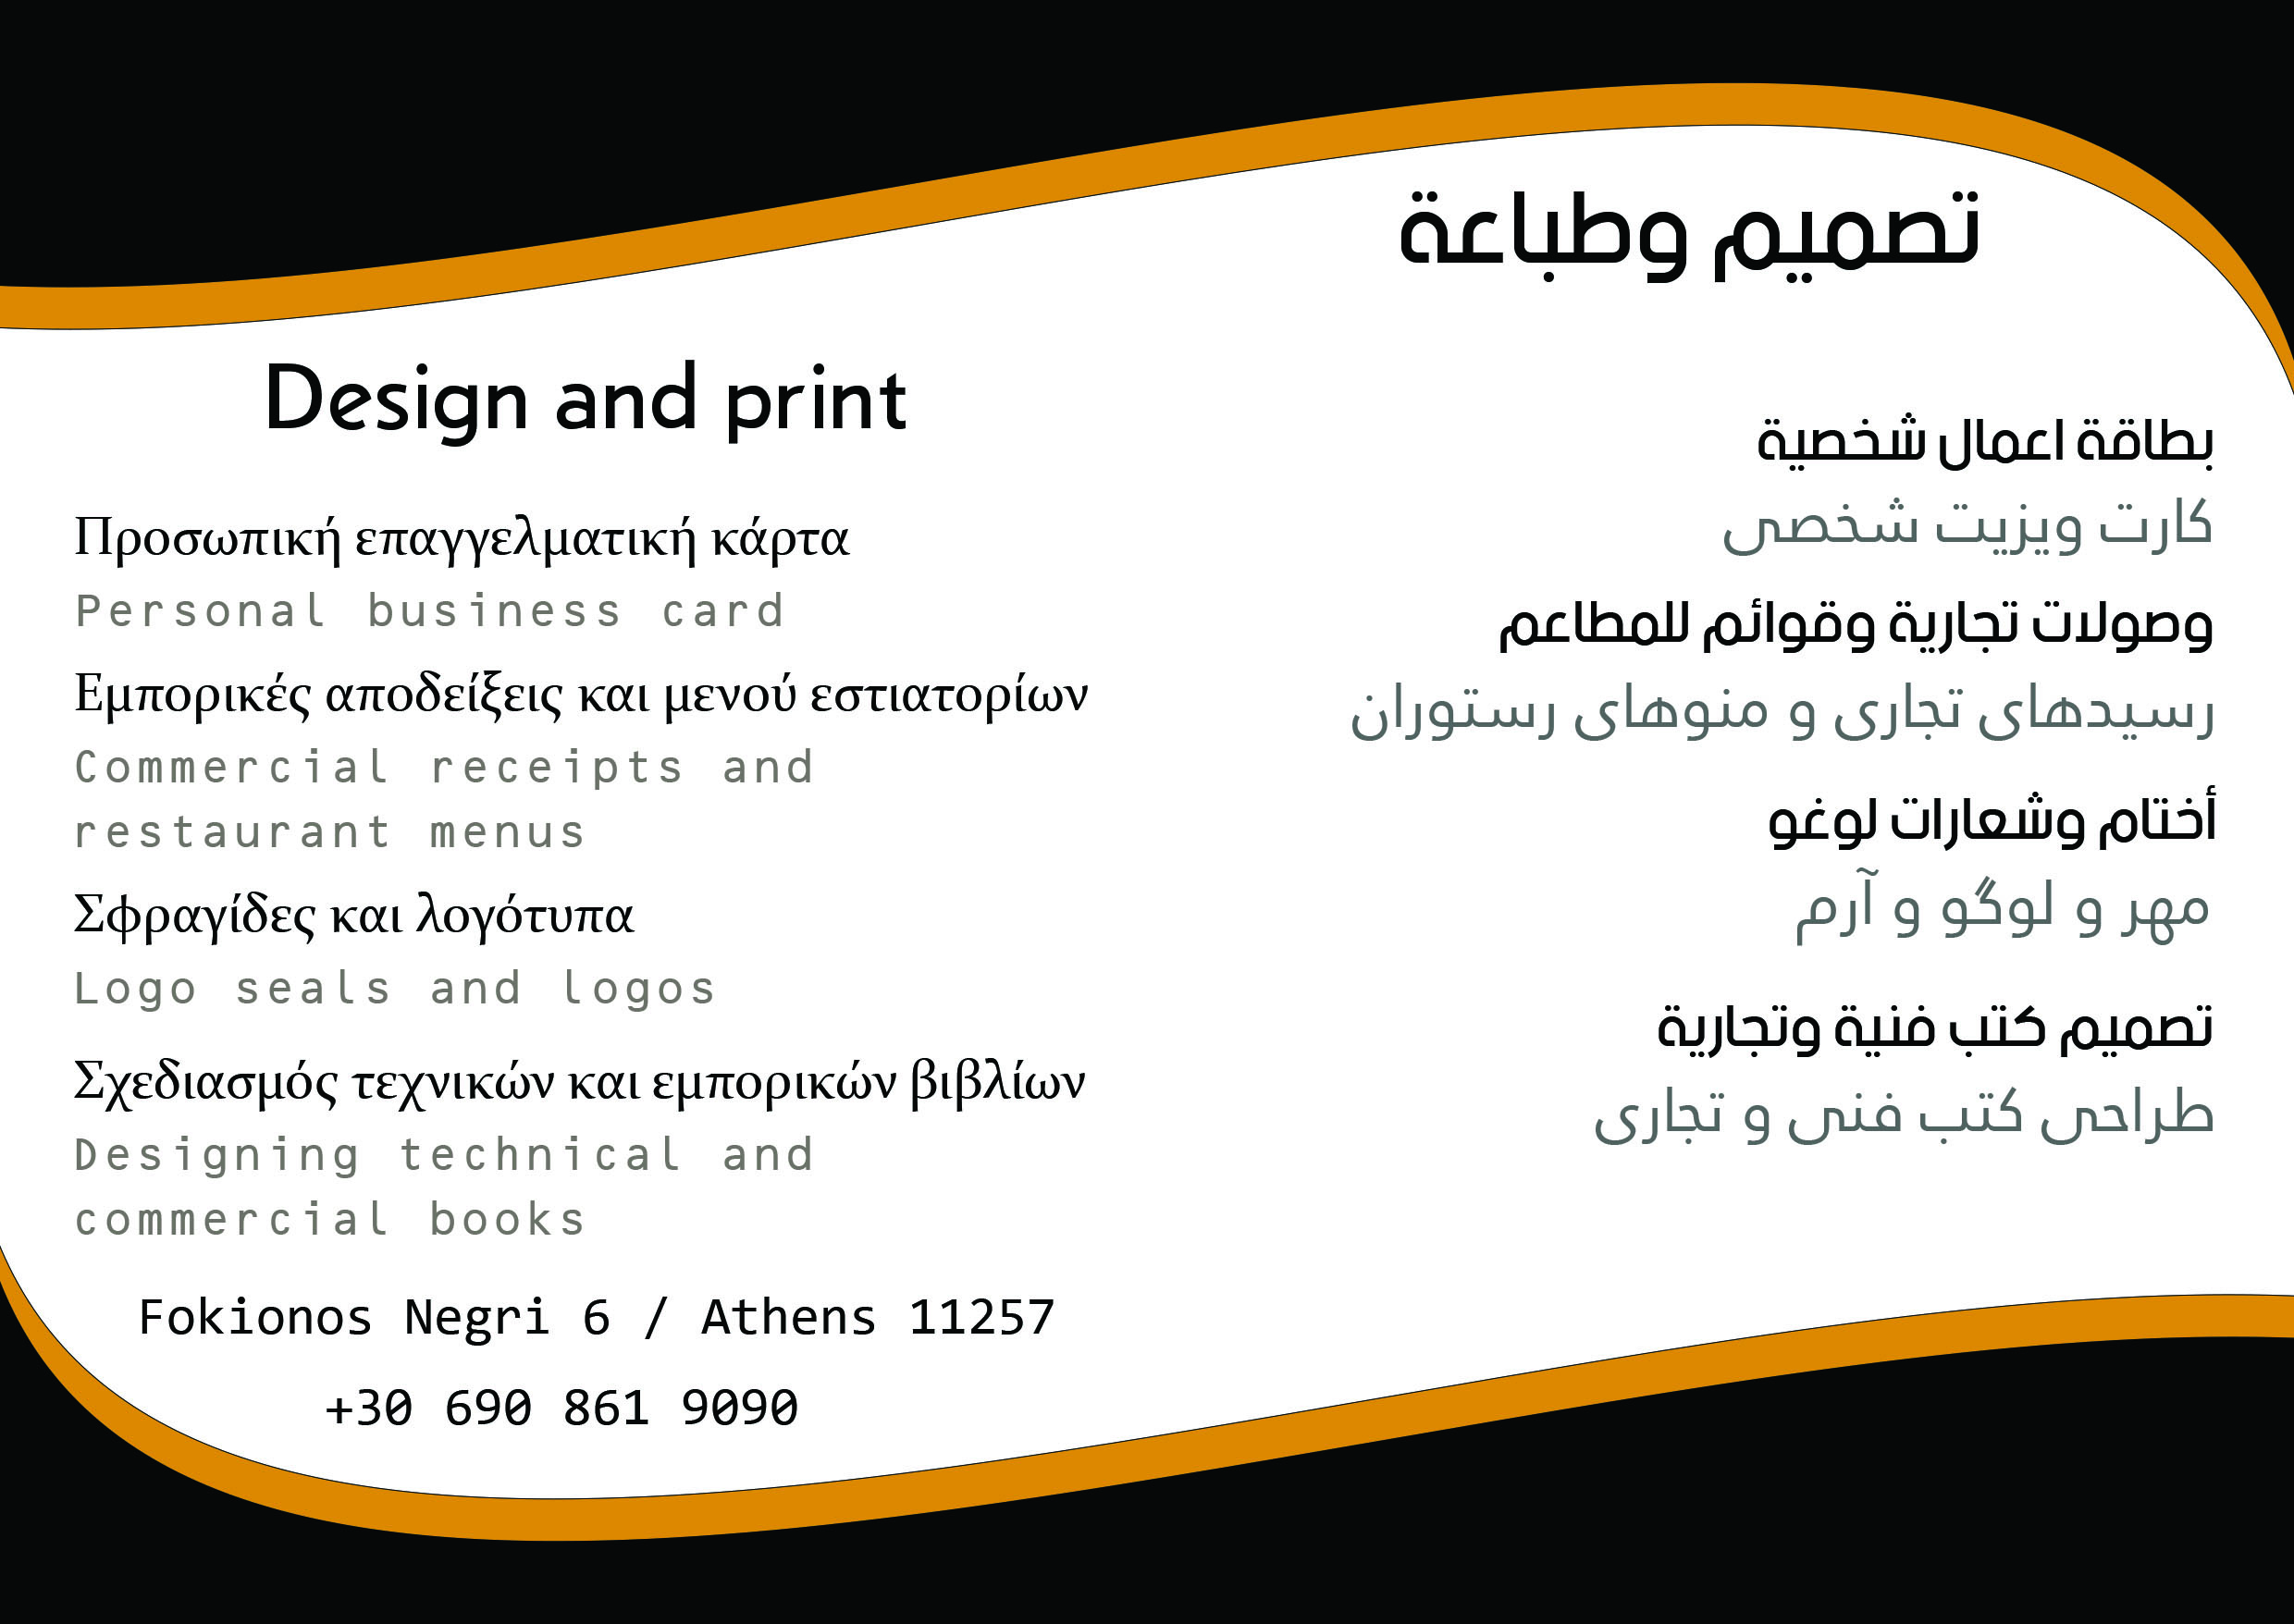 Design and print
Προσωπική επαγγελματική κάρτα
Personal business card
Εμπορικές αποδείξεις και μενού εστιατορίων
Commercial receipts and
restaurant menus
Σφραγίδες και λογότυπα
Logo seals and logos
Σχεδιασμός τεχνικών και εμπορικών βιβλίων
Designing technical and
commercial books
Fokionos Negri 6 / Athens 11257
+30 690 861 9090
تصميم وطباعة
بطاقة اعمال شخصية
كارت ویزیت شخصی
وصولات تجارية وقوائم للمطاعم
رسیدهای تجاری و منوهای رستوران
أختام وشعارات لوغو
مهر و لوگو و آرم
تصميم كتب فنية وتجارية
طراحی کتب فنی و تجاری